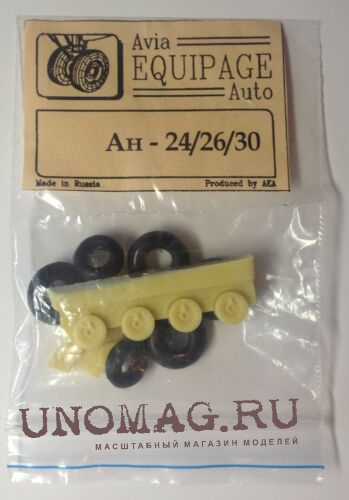 Avia
EQUIPAGE
Auto
Ан - 24/26/30
Made in Russia
Produced by AKA
UNOMAG.RU
МАСШТАБНЫЙ МАГАЗИН МОДЕЛЕЙ